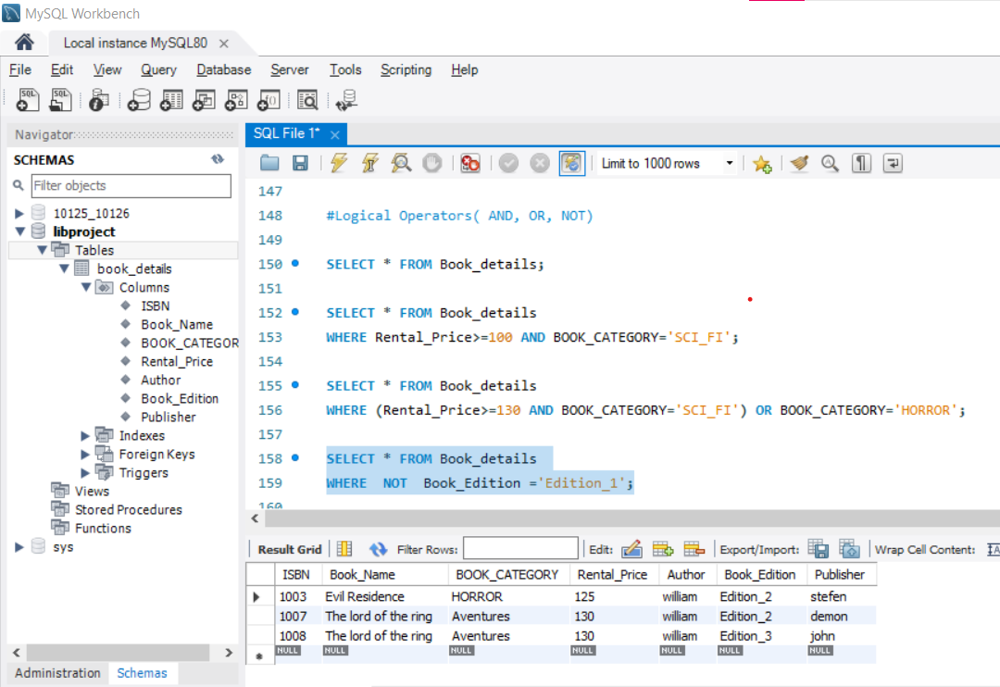 MySQL Workbench
Local instance MySQL80
File Edit View Query Database Server Tools Scripting Help
Navigator
SCHEMAS
Filter objects
10125_10126
libproject
Tables
book_details
Columns
ISBN
Book_Name
BOOK_CATEGOR
Rental_Price
Author
Book_Edition
Publisher
Indexes
Foreign Keys
Triggers
Views
Stored Procedures
Functions
sys
Administration Schemas
SQL File 1*
Limit to 1000 rows
147
148 #Logical Operators( AND, OR, NOT)
149
150 SELECT * FROM Book_details;
151
152 SELECT * FROM Book_details
153 WHERE Rental_Price>=100 AND BOOK_CATEGORY='SCI_FI';
154
155 SELECT * FROM Book_details
156 WHERE (Rental_Price>=130 AND BOOK_CATEGORY='SCI_FI') OR BOOK_CATEGORY='HORROR';
157
158 SELECT * FROM Book_details
159 WHERE NOT Book_Edition ='Edition_1';
160
Result Grid Filter Rows: Edit: Export/Import: Wrap Cell Content:
ISBN Book_Name BOOK_CATEGORY Rental_Price Author Book_Edition Publisher
1003 Evil Residence HORROR 125 william Edition_2 stefen
1007 The lord of the ring Aventures 130 william Edition_2 demon
1008 The lord of the ring Aventures 130 william Edition_3 john
NULL NULL NULL NULL NULL NULL NULL